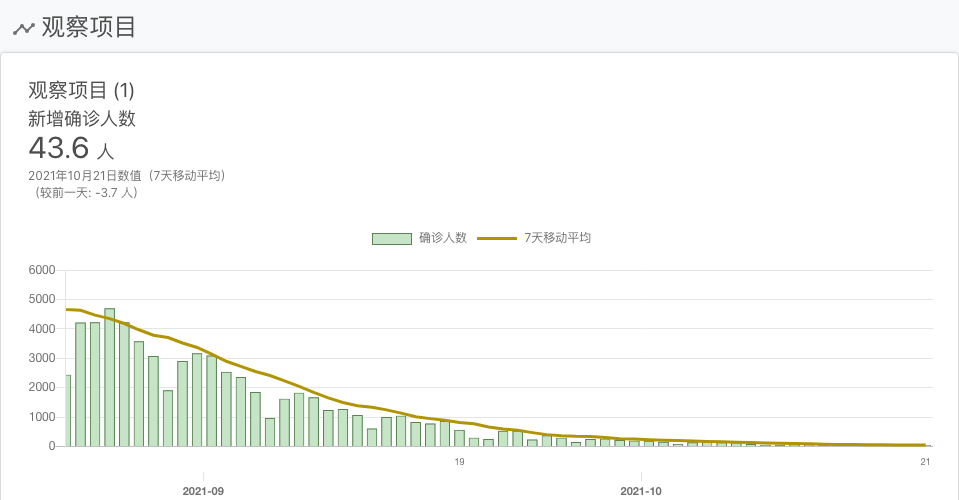 观察项目
观察项目 (1)
新增确诊人数
43.6 人
2021年10月21日数值（7天移动平均）
（较前一天: -3.7 人）
确诊人数 7天移动平均
6000
5000
4000
3000
2000
1000
0
19 21
2021-09 2021-10